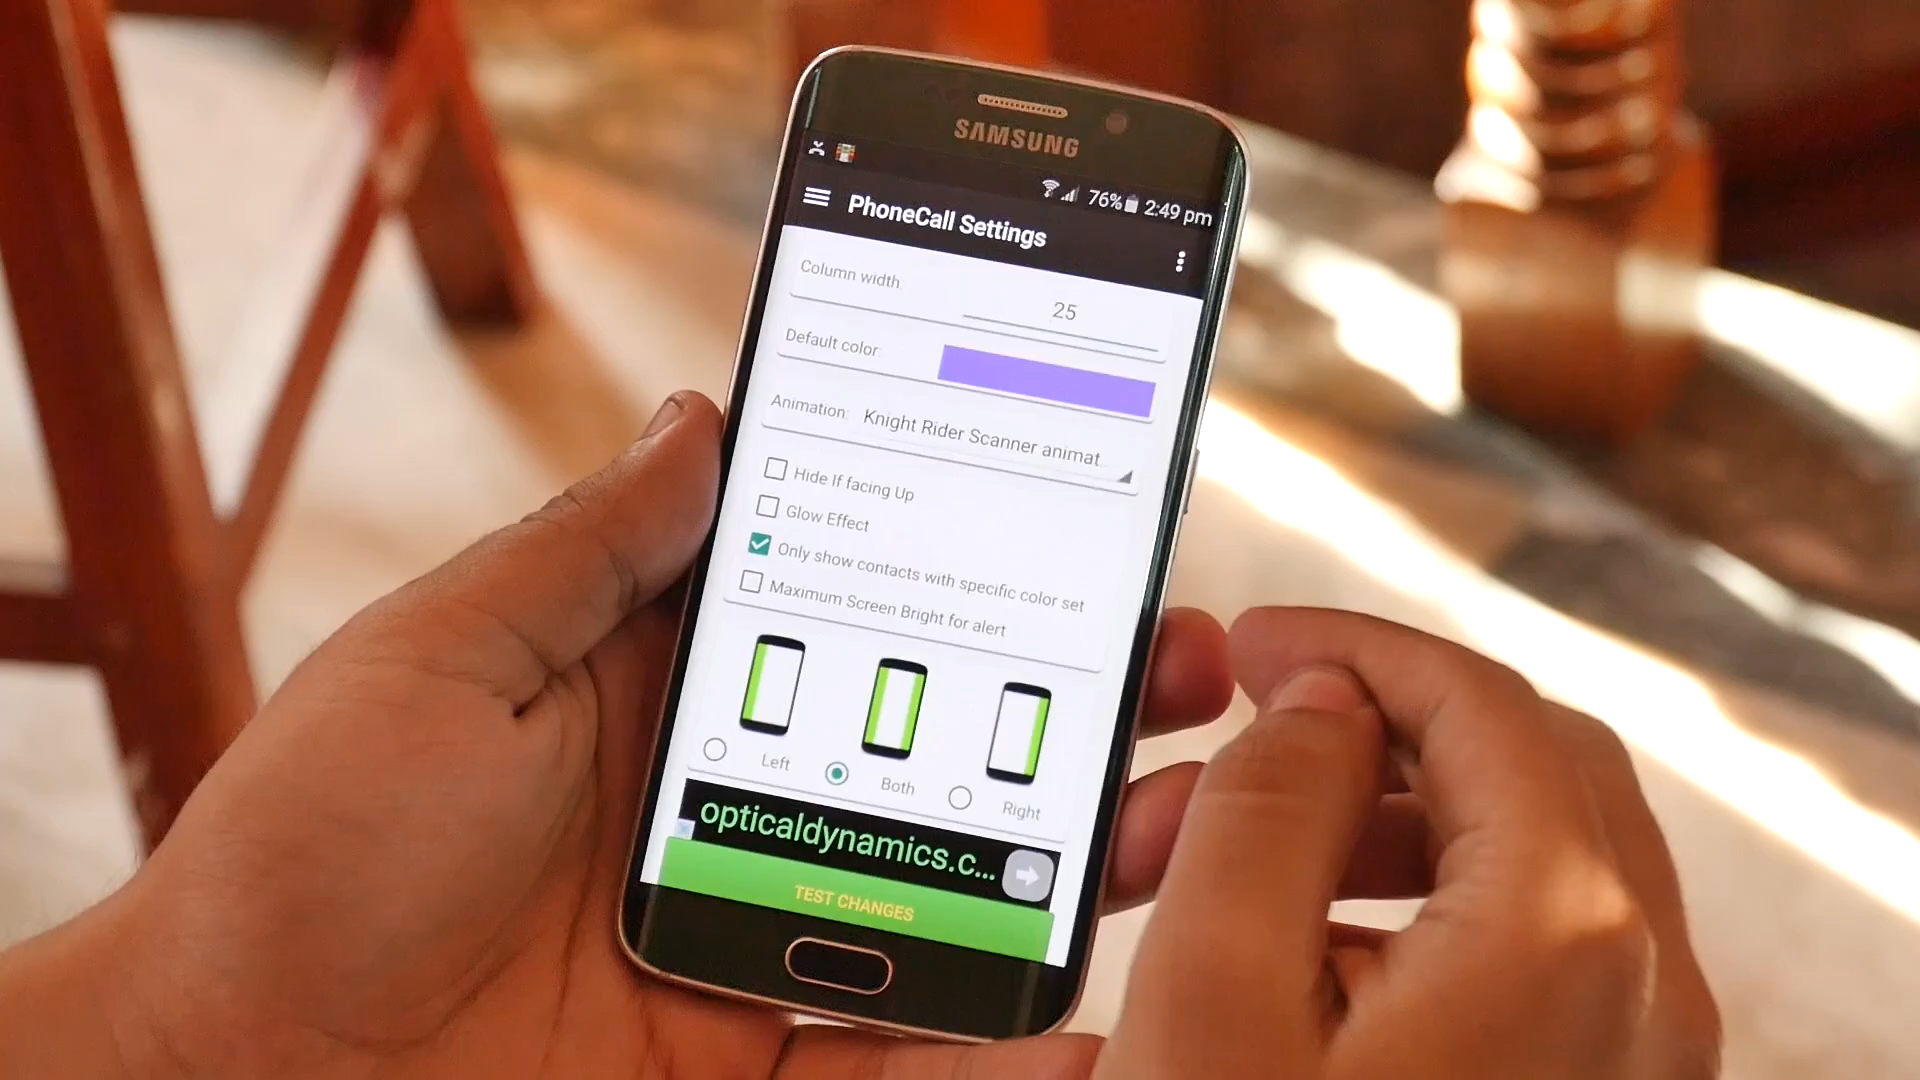 SAMSUNG
76% 2:49 pm
PhoneCall Settings
Column width
25
Default color:
Animation: Knight Rider Scanner animat
Hide If facing Up
Glow Effect
Only show contacts with specific color set
Maximum Screen Bright for alert
Left
Both
Right
opticaldynamics.c...
TEST CHANGES